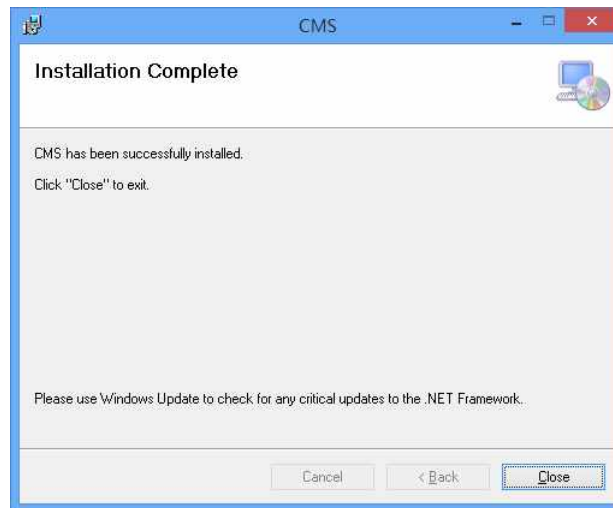 CMS
Installation Complete
CMS has been successfully installed.
Click "Close" to exit.
Please use Windows Update to check for any critical updates to the .NET Framework.
Cancel
< Back
Close